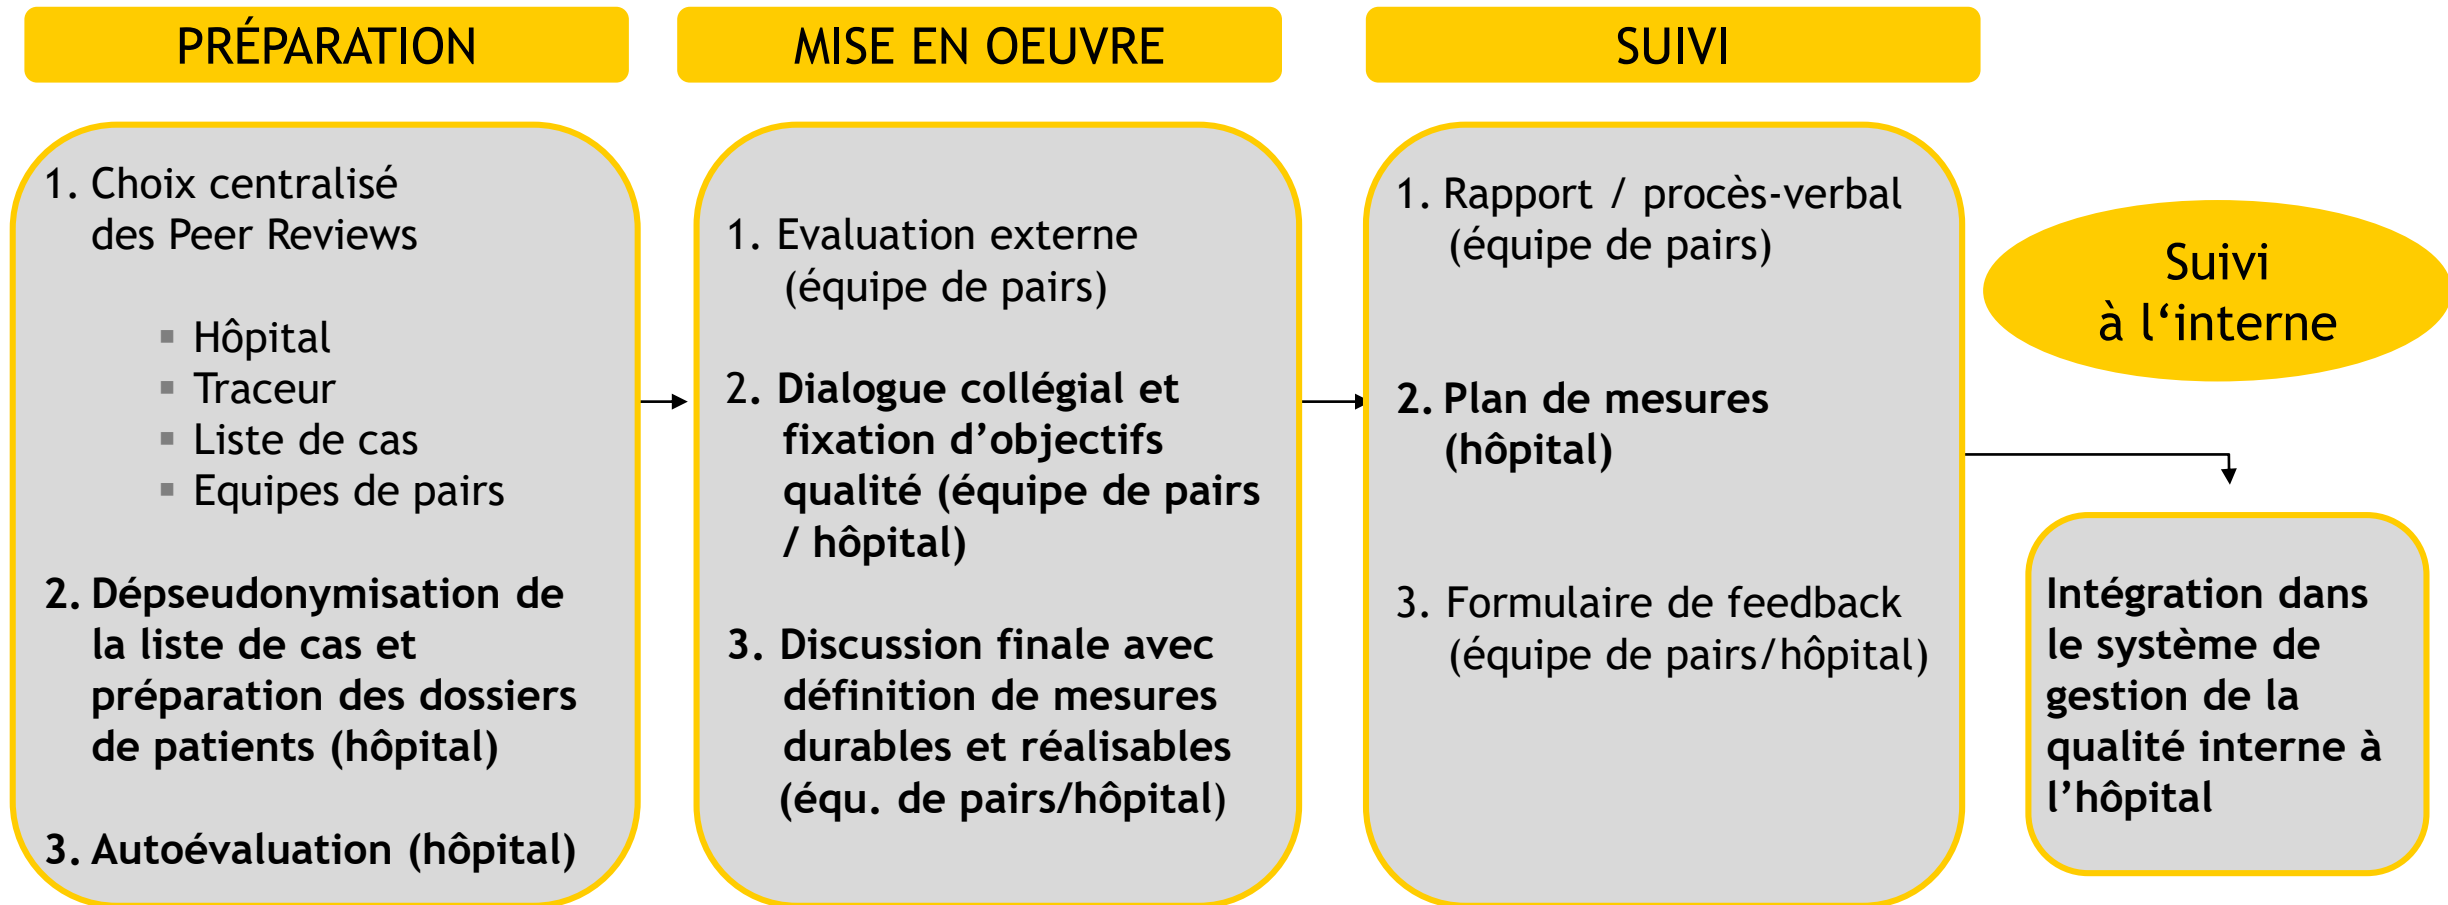 PRÉPARATION
MISE EN OEUVRE
SUIVI
1. Choix centralisé
des Peer Reviews
▪ Hôpital
▪ Traceur
▪ Liste de cas
▪ Equipes de pairs
2. Dépseudonymisation de
la liste de cas et
préparation des dossiers
de patients (hôpital)
3. Autoévaluation (hôpital)
1. Evaluation externe
(équipe de pairs)
2. Dialogue collégial et
fixation d’objectifs
qualité (équipe de pairs
/ hôpital)
3. Discussion finale avec
définition de mesures
durables et réalisables
(équ. de pairs/hôpital)
1. Rapport / procès-verbal
(équipe de pairs)
2. Plan de mesures
(hôpital)
3. Formulaire de feedback
(équipe de pairs/hôpital)
Suivi
à l‘interne
Intégration dans
le système de
gestion de la
qualité interne à
l’hôpital